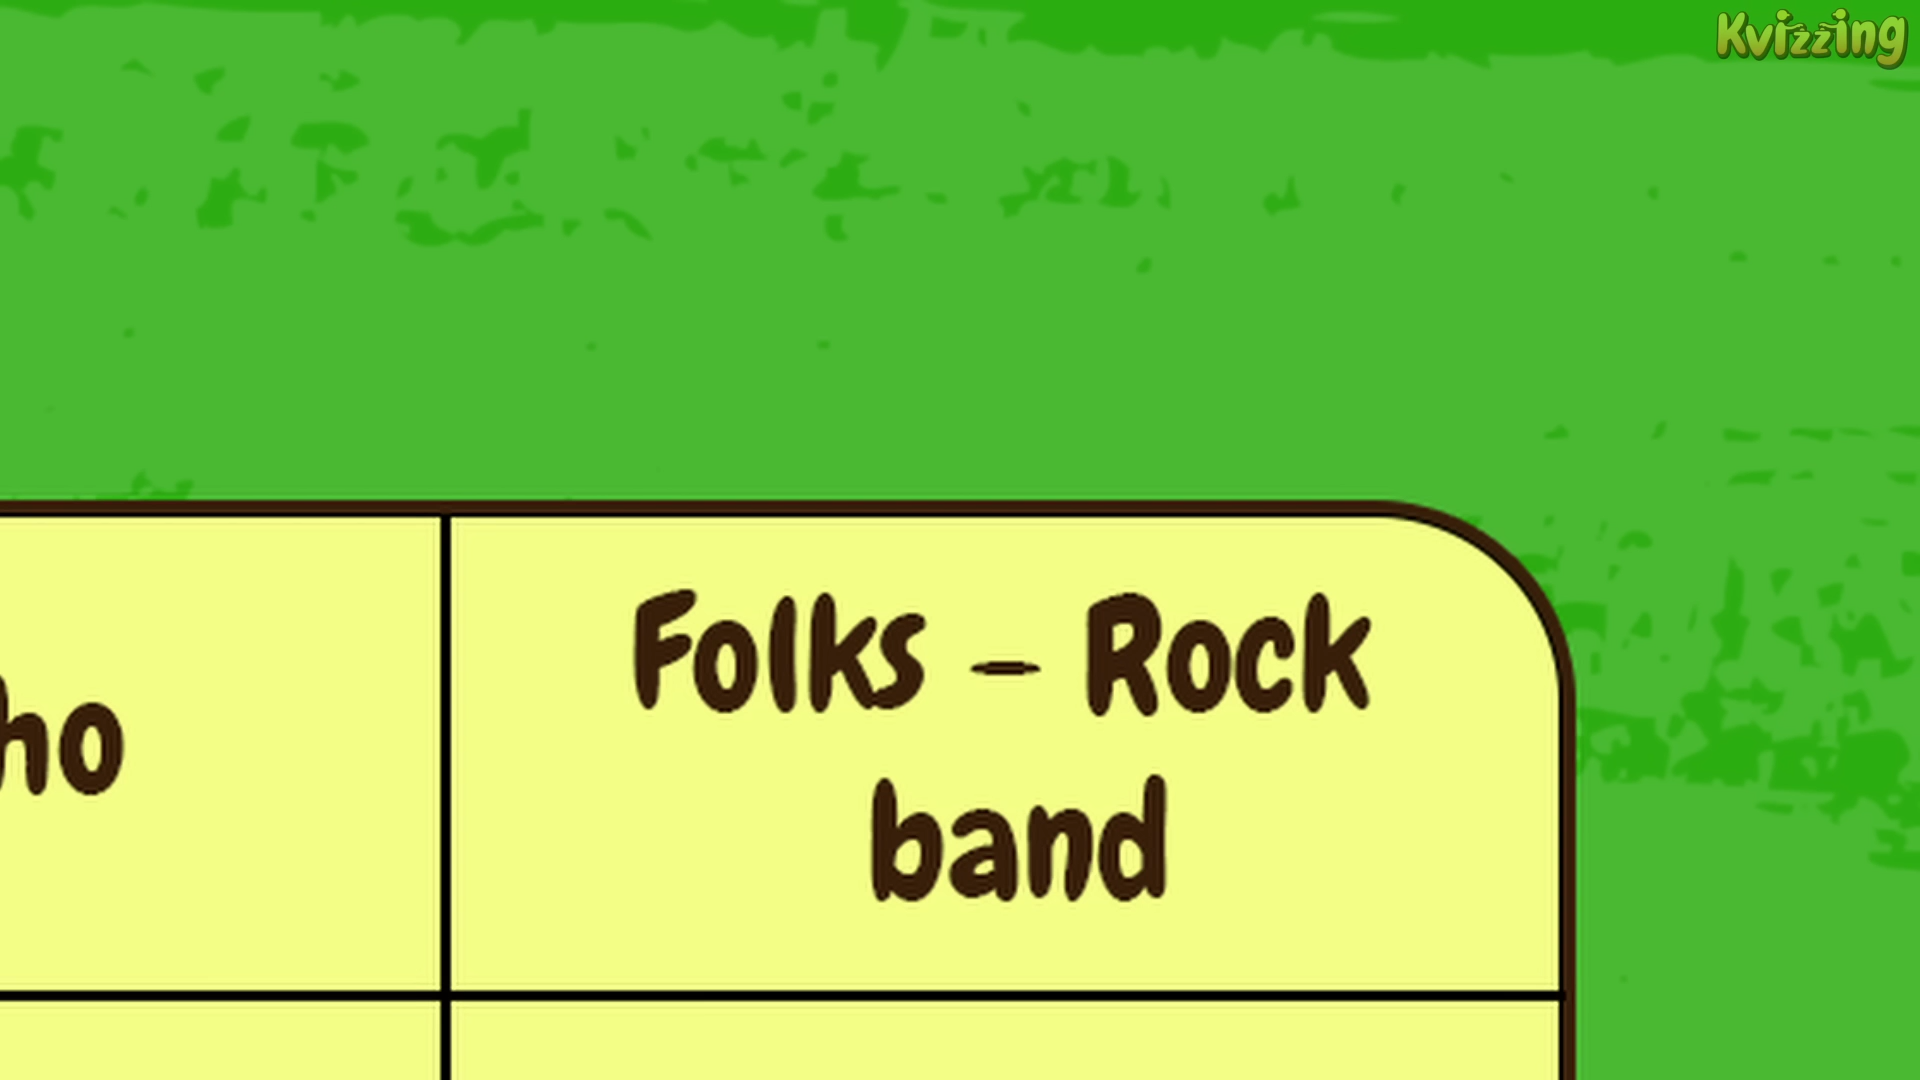 Kvizzing
Folks – Rock
band
ho